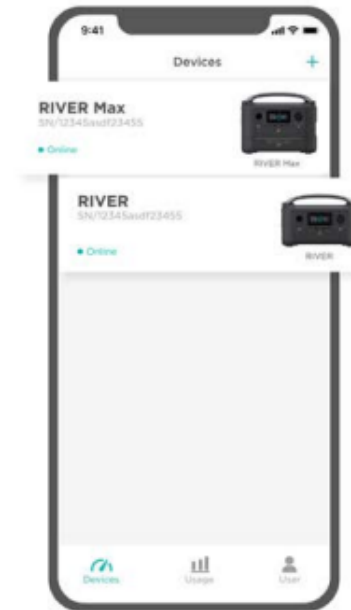 9:41
Devices +
RIVER Max
SN/12345asdf23455
Online
RIVER Max
RIVER
SN/12345asdf23455
Online
RIVER
Devices Usage User